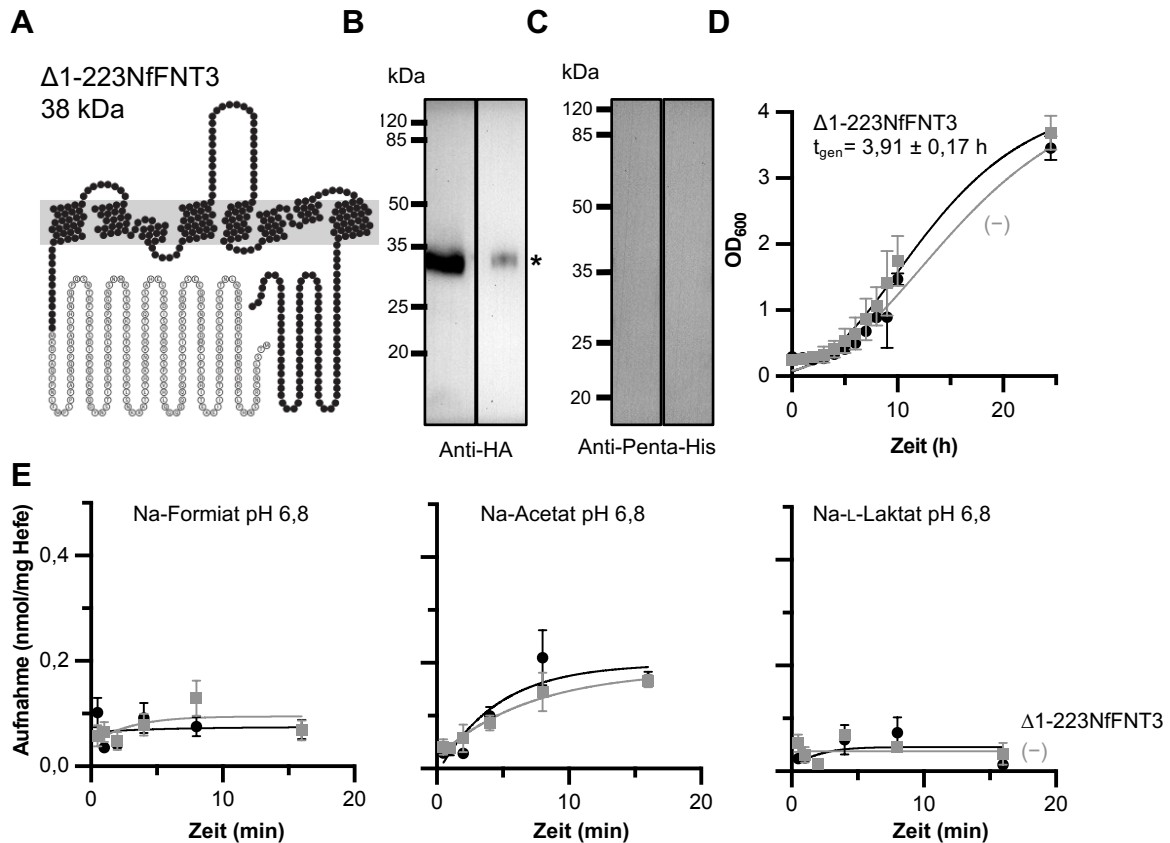 A
Δ1-223NfFNT3
38 kDa
B
kDa
120
85
50
35
25
20
*
Anti-HA
C
kDa
120
85
50
35
25
20
Anti-Penta-His
D
Δ1-223NfFNT3
tgen= 3,91 ± 0,17 h
(−)
OD600
4
3
2
1
0
0 10 20
Zeit (h)
E
Aufnahme (nmol/mg Hefe)
Na-Formiat pH 6,8
0,4
0,2
0,0
0 10 20
Zeit (min)
Na-Acetat pH 6,8
0 10 20
Zeit (min)
Na-L-Laktat pH 6,8
Δ1-223NfFNT3
(−)
0 10 20
Zeit (min)